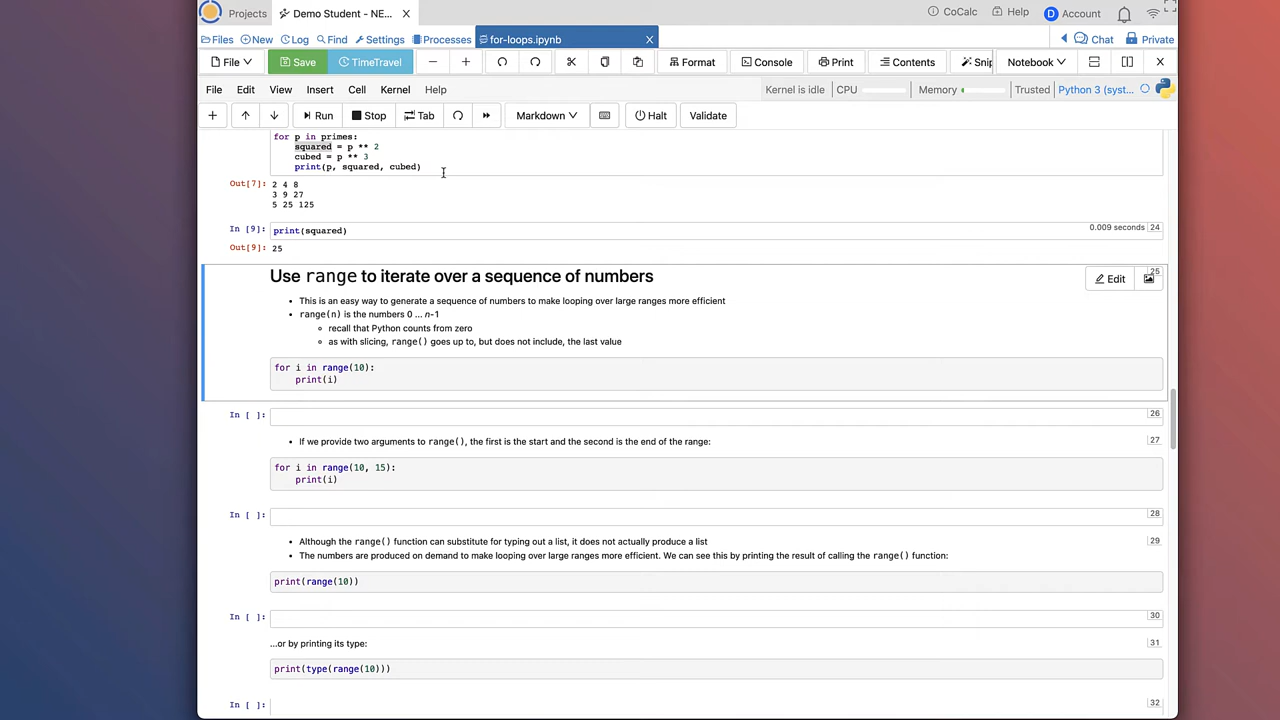 Projects
Demo Student - NE...
CoCalc
Help
Account
Files
New
Log
Find
Settings
Processes
for-loops.ipynb
Chat
Private
File
Save
TimeTravel
Format
Console
Print
Contents
Snip
Notebook
File
Edit
View
Insert
Cell
Kernel
Help
Kernel is idle
CPU
Memory
Trusted
Python 3 (syst...
Run
Stop
Tab
Markdown
Halt
Validate
for p in primes:
squared = p ** 2
cubed = p ** 3
print(p, squared, cubed)
Out[7]: 2 4 8
3 9 27
5 25 125
In [9]: print(squared)
0.009 seconds 24
Out[9]: 25
Use range to iterate over a sequence of numbers
Edit
25
• This is an easy way to generate a sequence of numbers to make looping over large ranges more efficient
• range(n) is the numbers 0 ... n-1
◦ recall that Python counts from zero
◦ as with slicing, range() goes up to, but does not include, the last value
for i in range(10):
print(i)
In [ ]:
26
• If we provide two arguments to range(), the first is the start and the second is the end of the range:
27
for i in range(10, 15):
print(i)
In [ ]:
28
• Although the range() function can substitute for typing out a list, it does not actually produce a list
29
• The numbers are produced on demand to make looping over large ranges more efficient. We can see this by printing the result of calling the range() function:
print(range(10))
In [ ]:
30
...or by printing its type:
31
print(type(range(10)))
In [ ]:
32